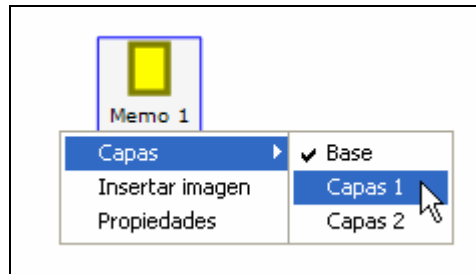 Memo 1
Capas
Insertar imagen
Propiedades
Base
Capas 1
Capas 2